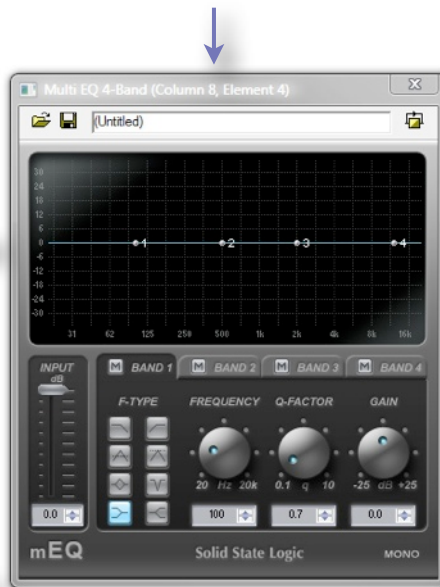 Multi EQ 4-Band (Column 8, Element 4)
(Untitled)
30
24
18
12
6
0
-6
-12
-18
-24
-30
1 2 3 4
31 62 125 250 500 1k 2k 4k 8k 16k
INPUT
dB
M BAND 1 M BAND 2 M BAND 3 M BAND 4
F-TYPE FREQUENCY Q-FACTOR GAIN
20 Hz 20k 0.1 q 10 -25 dB +25
0.0 100 0.7 0.0
mEQ Solid State Logic MONO